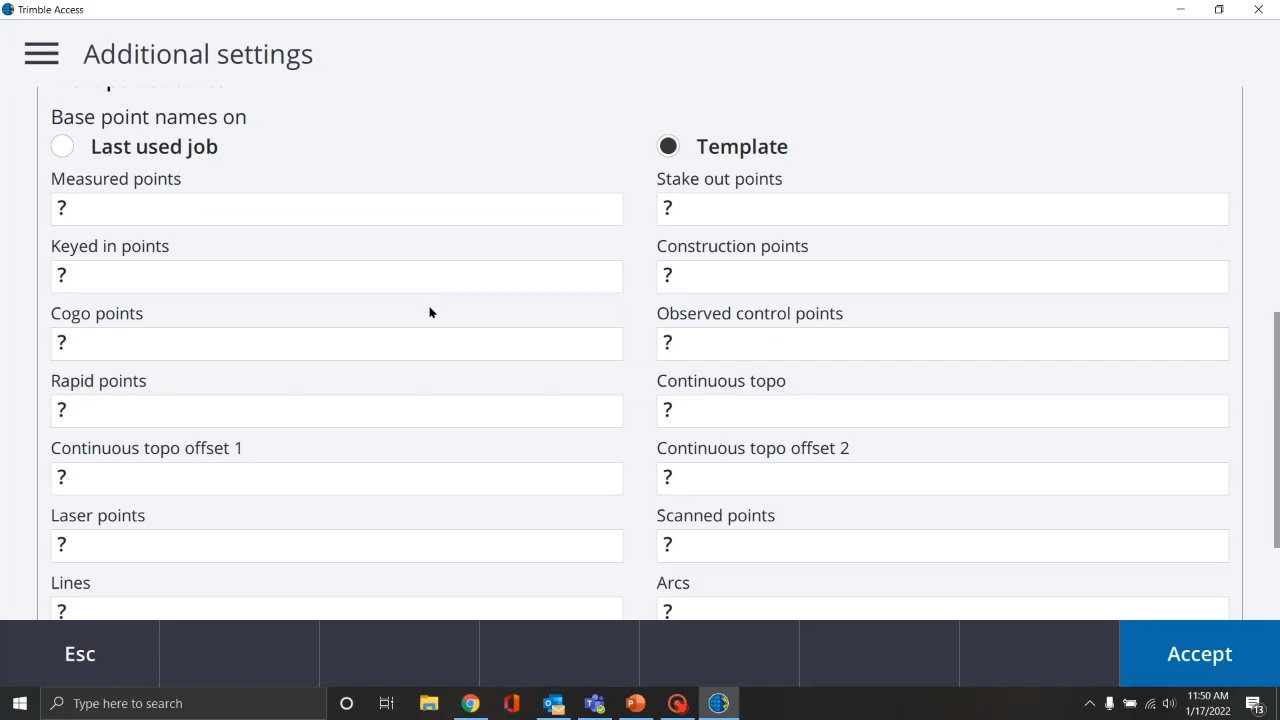 Trimble Access
Additional settings
Base point names on
Last used job
Template
Measured points
Stake out points
?
?
Keyed in points
Construction points
?
?
Cogo points
Observed control points
?
?
Rapid points
Continuous topo
?
?
Continuous topo offset 1
Continuous topo offset 2
?
?
Laser points
Scanned points
?
?
Lines
Arcs
?
?
Esc
Accept
Type here to search
11:50 AM
1/17/2022
13